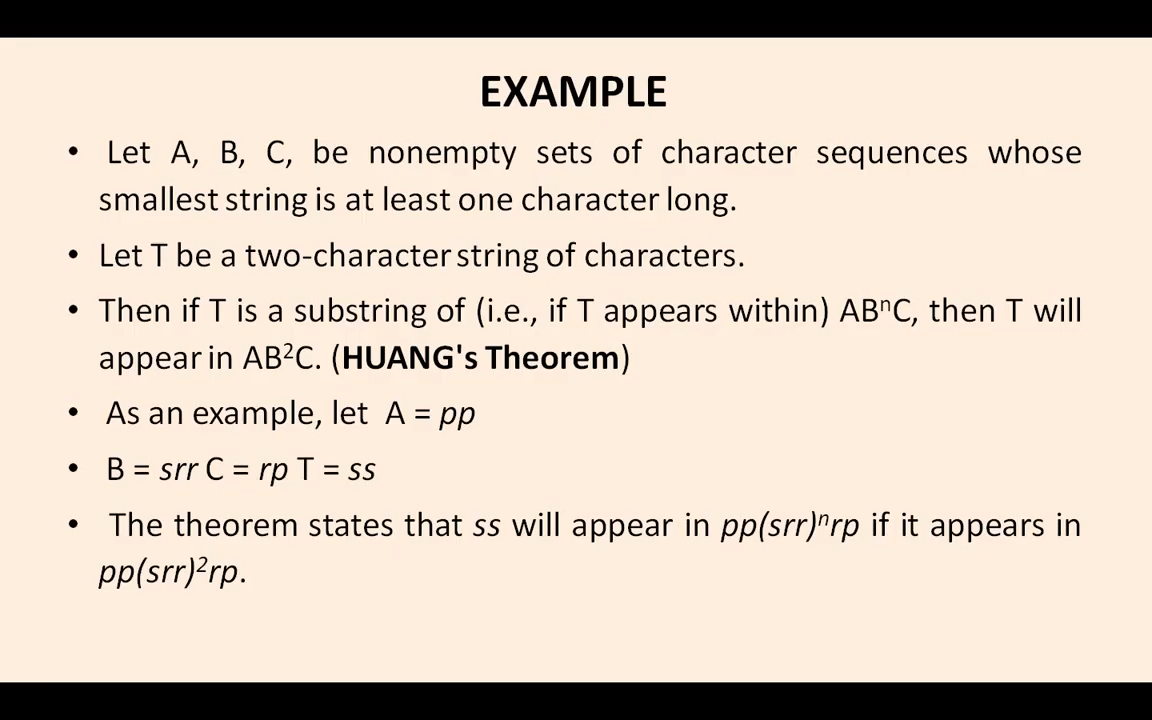 EXAMPLE
• Let A, B, C, be nonempty sets of character sequences whose
smallest string is at least one character long.
• Let T be a two-character string of characters.
• Then if T is a substring of (i.e., if T appears within) ABⁿC, then T will
appear in AB²C. (HUANG's Theorem)
• As an example, let A = pp
• B = srr C = rp T = ss
• The theorem states that ss will appear in pp(srr)ⁿrp if it appears in
pp(srr)²rp.